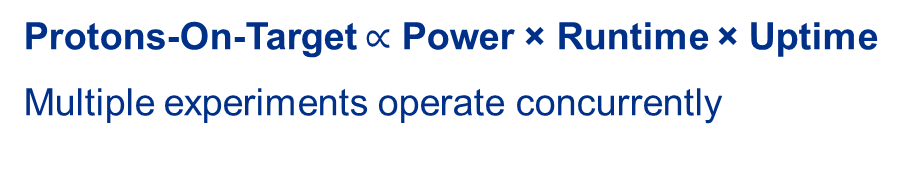 Protons-On-Target ∝ Power × Runtime × Uptime
Multiple experiments operate concurrently